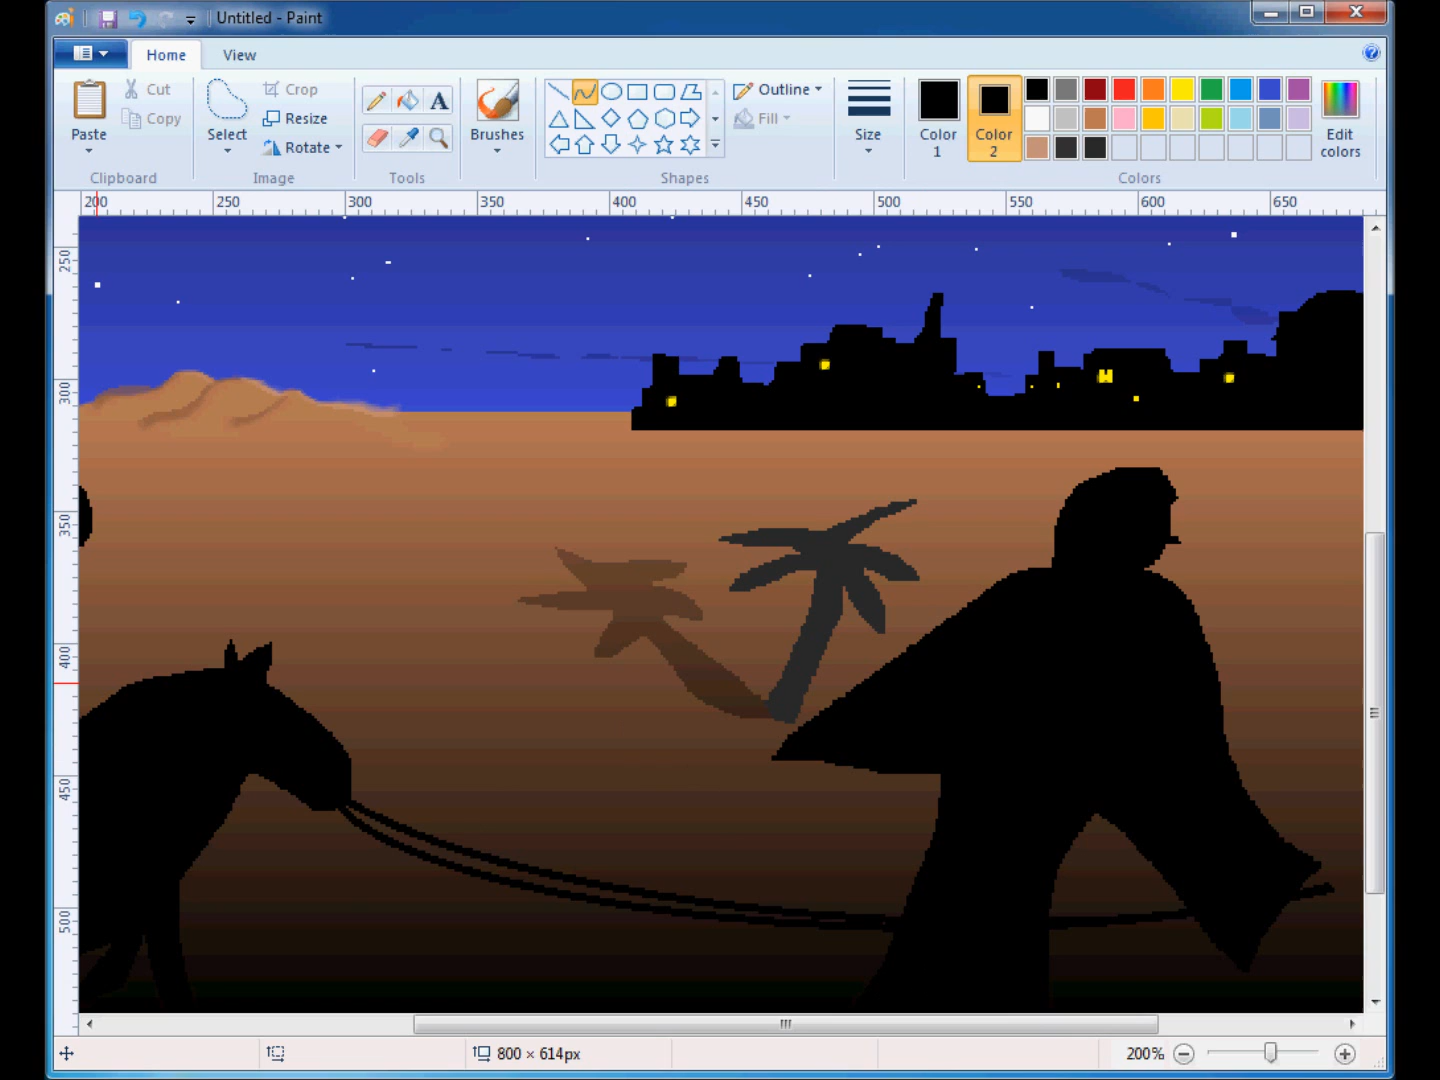 Untitled - Paint
Home View
Paste
Cut
Copy
Clipboard
Select
Crop
Resize
Rotate
Image
A
Tools
Brushes
Outline
Fill
Shapes
Size
Color
1
Color
2
Edit
colors
Colors
200 250 300 350 400 450 500 550 600 650
250
300
350
400
450
500
800 × 614px
200%